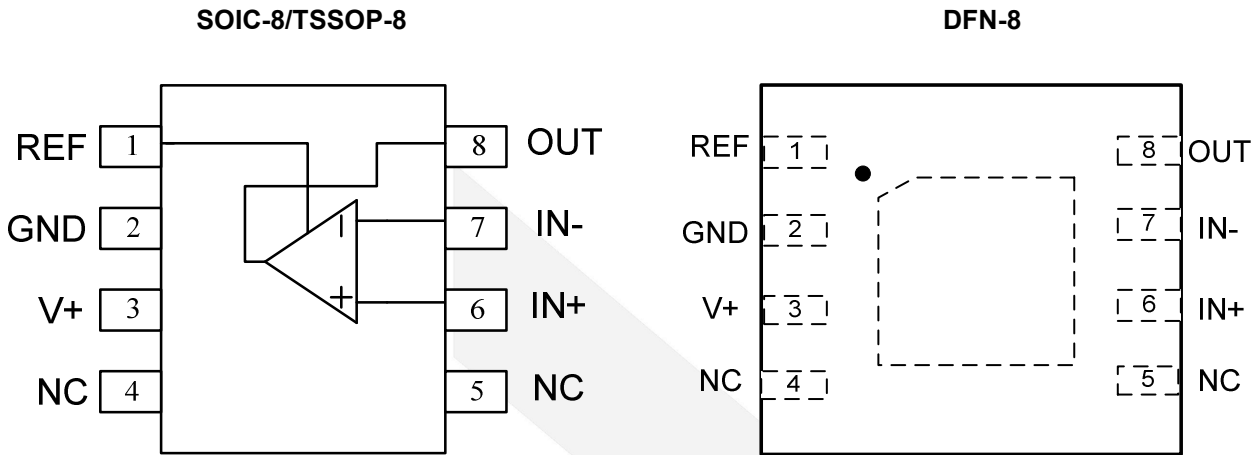 SOIC-8/TSSOP-8
REF 1 8 OUT
GND 2 7 IN-
V+ 3 6 IN+
NC 4 5 NC
DFN-8
REF 1 8 OUT
GND 2 7 IN-
V+ 3 6 IN+
NC 4 5 NC